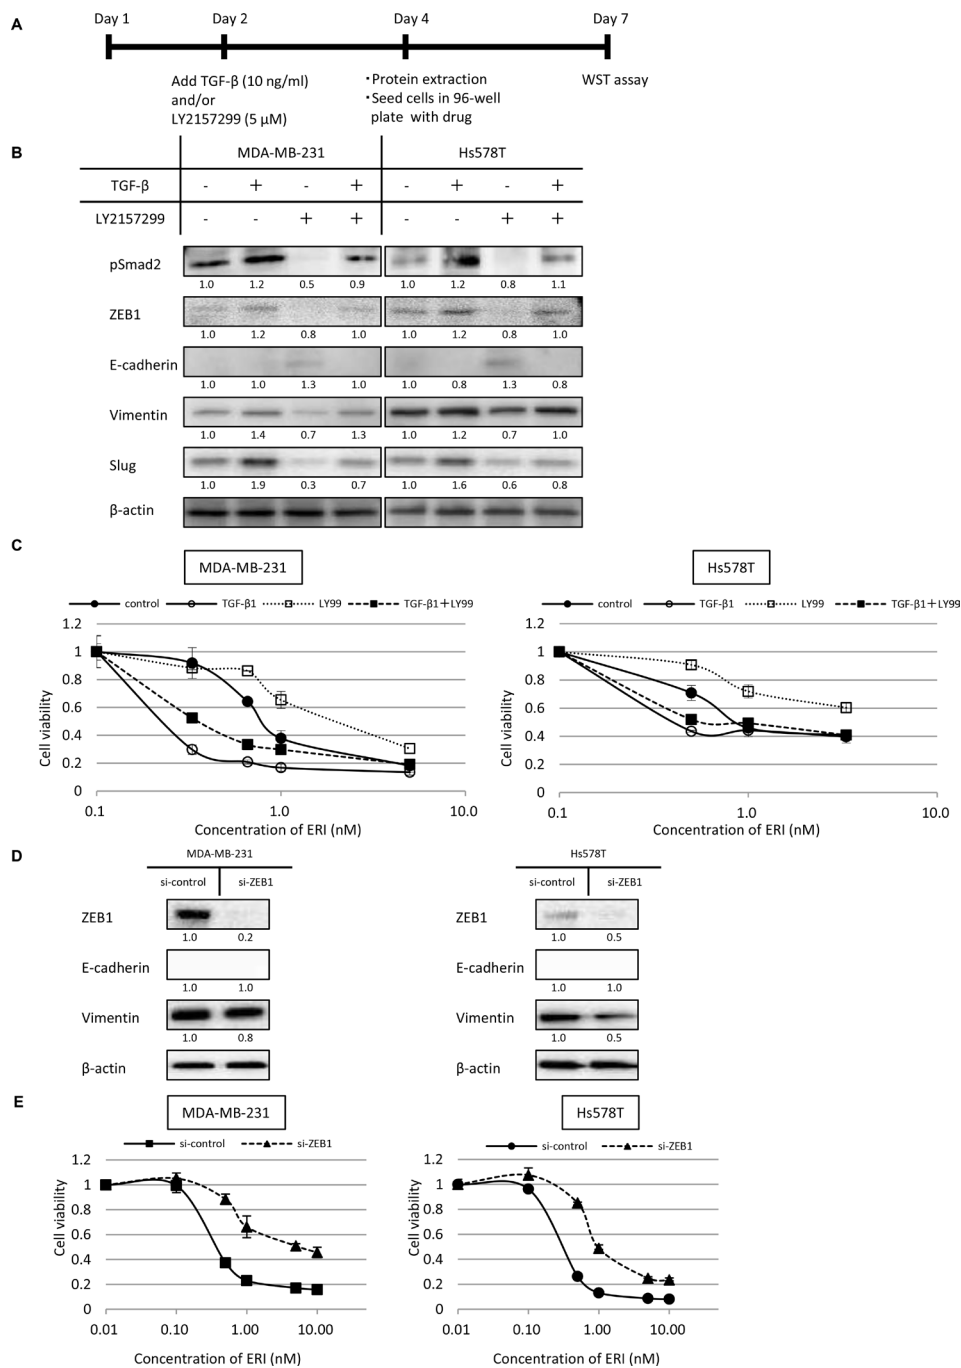 A
Day 1 Day 2 Day 4 Day 7
Add TGF-β (10 ng/ml)
and/or
LY2157299 (5 μM)
・Protein extraction
・Seed cells in 96-well
plate with drug
WST assay
B
MDA-MB-231 Hs578T
TGF-β - + - + - + - +
LY2157299 - - + + - - + +
pSmad2
1.0 1.2 0.5 0.9 1.0 1.2 0.8 1.1
ZEB1
1.0 1.2 0.8 1.0 1.0 1.2 0.8 1.0
E-cadherin
1.0 1.0 1.3 1.0 1.0 0.8 1.3 0.8
Vimentin
1.0 1.4 0.7 1.3 1.0 1.2 0.7 1.0
Slug
1.0 1.9 0.3 0.7 1.0 1.6 0.6 0.8
β-actin
C
MDA-MB-231
control TGF-β1 LY99 TGF-β1+LY99
Cell viability
1.2
1
0.8
0.6
0.4
0.2
0
0.1 1.0 10.0
Concentration of ERI (nM)
Hs578T
control TGF-β1 LY99 TGF-β1+LY99
Cell viability
1.2
1
0.8
0.6
0.4
0.2
0
0.1 1.0 10.0
Concentration of ERI (nM)
D
MDA-MB-231
si-control si-ZEB1
ZEB1
1.0 0.2
E-cadherin
1.0 1.0
Vimentin
1.0 0.8
β-actin
Hs578T
si-control si-ZEB1
ZEB1
1.0 0.5
E-cadherin
1.0 1.0
Vimentin
1.0 0.5
β-actin
E
MDA-MB-231
si-control si-ZEB1
Cell viability
1.2
1
0.8
0.6
0.4
0.2
0
0.01 0.10 1.00 10.00
Concentration of ERI (nM)
Hs578T
si-control si-ZEB1
Cell viability
1.2
1
0.8
0.6
0.4
0.2
0
0.01 0.10 1.00 10.00
Concentration of ERI (nM)